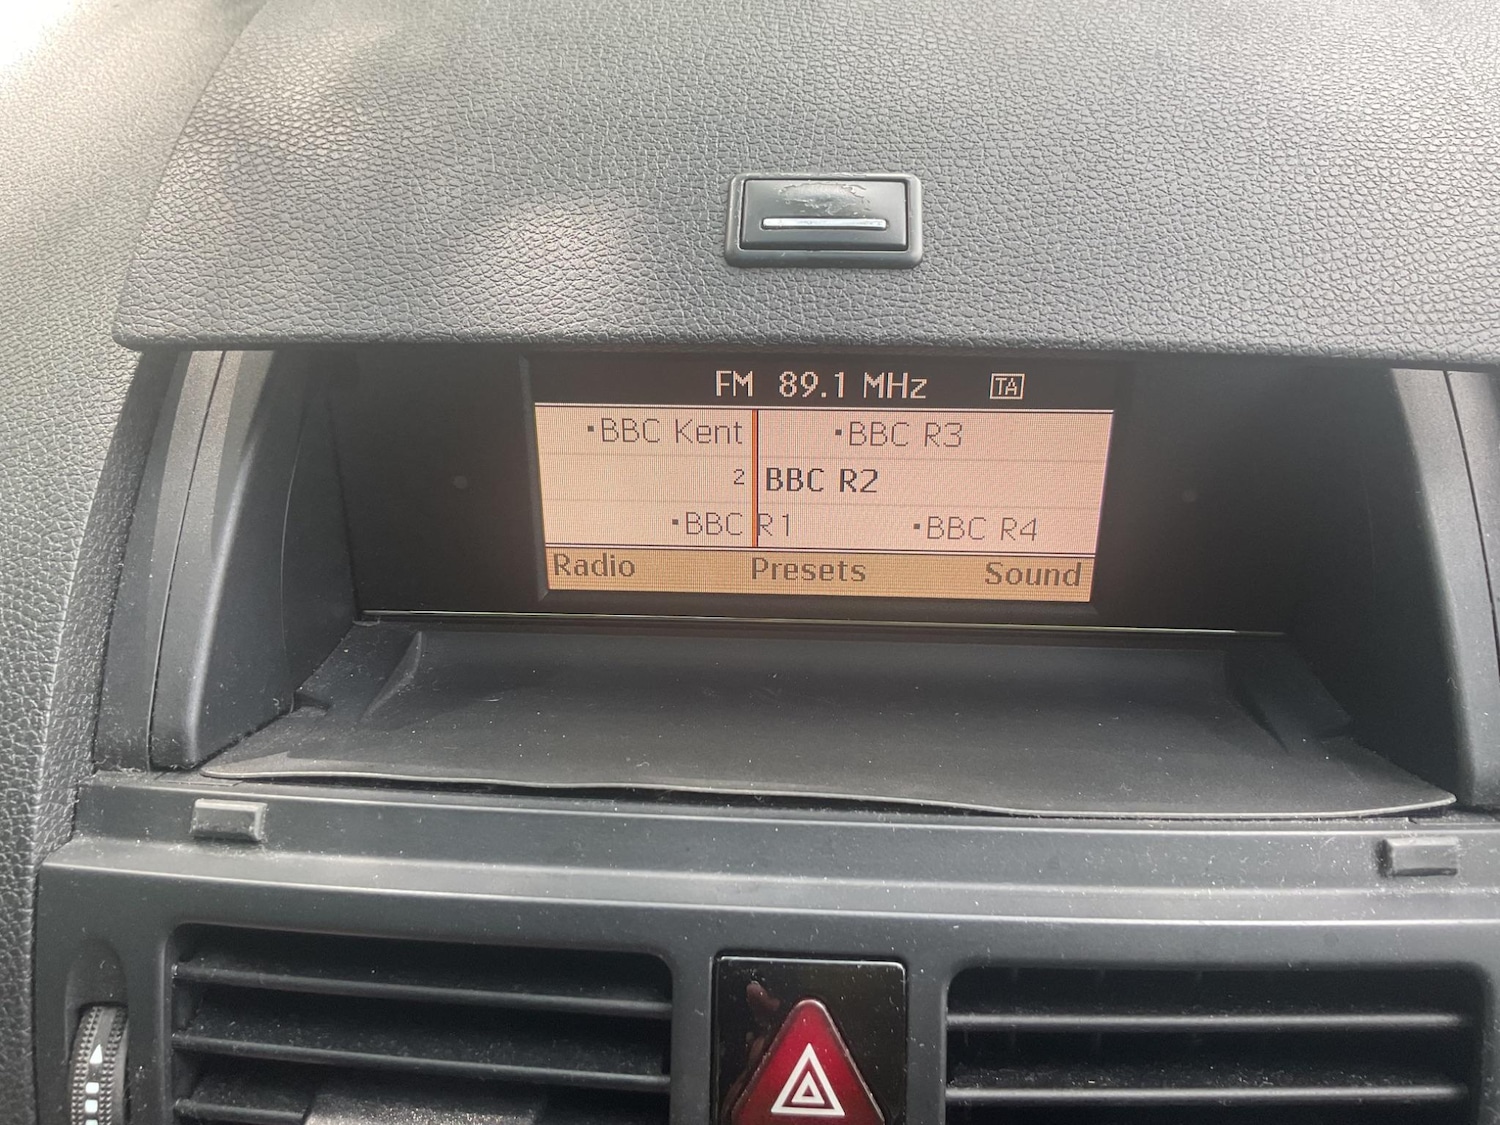 FM 89.1 MHz TA
·BBC Kent ·BBC R3
2 BBC R2
·BBC R1 ·BBC R4
Radio Presets Sound